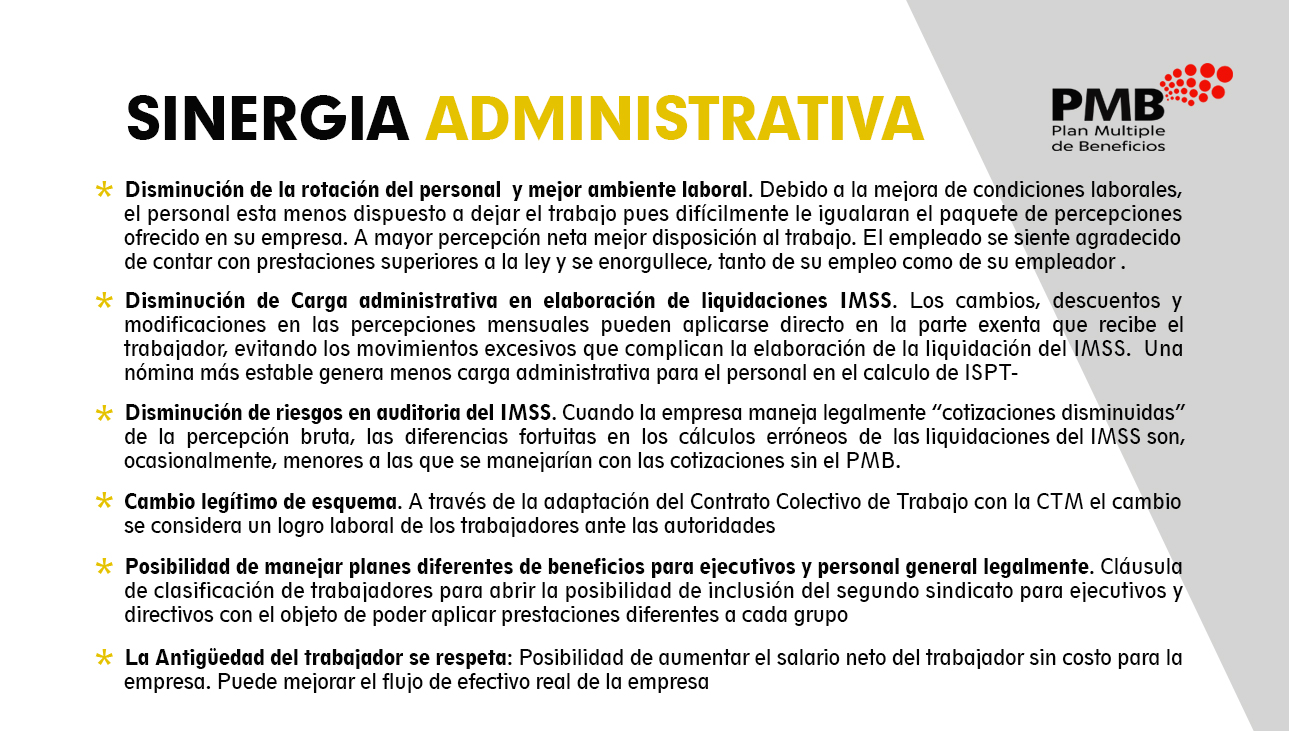 SINERGIA ADMINISTRATIVA
PMB
Plan Multiple
de Beneficios
* Disminución de la rotación del personal y mejor ambiente laboral. Debido a la mejora de condiciones laborales,
el personal esta menos dispuesto a dejar el trabajo pues difícilmente le igualaran el paquete de percepciones
ofrecido en su empresa. A mayor percepción neta mejor disposición al trabajo. El empleado se siente agradecido
de contar con prestaciones superiores a la ley y se enorgullece, tanto de su empleo como de su empleador .
* Disminución de Carga administrativa en elaboración de liquidaciones IMSS. Los cambios, descuentos y
modificaciones en las percepciones mensuales pueden aplicarse directo en la parte exenta que recibe el
trabajador, evitando los movimientos excesivos que complican la elaboración de la liquidación del IMSS. Una
nómina más estable genera menos carga administrativa para el personal en el calculo de ISPT-
* Disminución de riesgos en auditoria del IMSS. Cuando la empresa maneja legalmente “cotizaciones disminuidas”
de la percepción bruta, las diferencias fortuitas en los cálculos erróneos de las liquidaciones del IMSS son,
ocasionalmente, menores a las que se manejarían con las cotizaciones sin el PMB.
* Cambio legítimo de esquema. A través de la adaptación del Contrato Colectivo de Trabajo con la CTM el cambio
se considera un logro laboral de los trabajadores ante las autoridades
* Posibilidad de manejar planes diferentes de beneficios para ejecutivos y personal general legalmente. Cláusula
de clasificación de trabajadores para abrir la posibilidad de inclusión del segundo sindicato para ejecutivos y
directivos con el objeto de poder aplicar prestaciones diferentes a cada grupo
* La Antigüedad del trabajador se respeta: Posibilidad de aumentar el salario neto del trabajador sin costo para la
empresa. Puede mejorar el flujo de efectivo real de la empresa